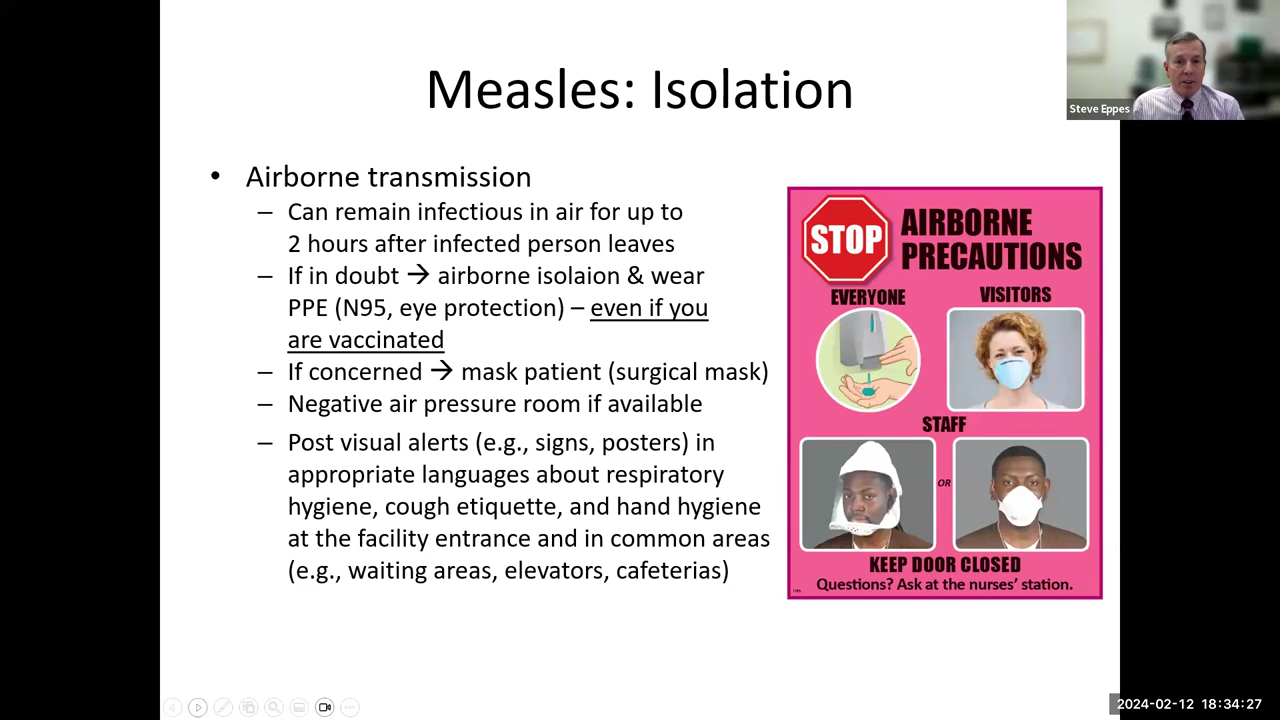 Measles: Isolation
Steve Eppes
• Airborne transmission
– Can remain infectious in air for up to
2 hours after infected person leaves
– If in doubt → airborne isolaion & wear
PPE (N95, eye protection) – even if you
are vaccinated
– If concerned → mask patient (surgical mask)
– Negative air pressure room if available
– Post visual alerts (e.g., signs, posters) in
appropriate languages about respiratory
hygiene, cough etiquette, and hand hygiene
at the facility entrance and in common areas
(e.g., waiting areas, elevators, cafeterias)
STOP
AIRBORNE
PRECAUTIONS
EVERYONE
VISITORS
STAFF
OR
KEEP DOOR CLOSED
Questions? Ask at the nurses' station.
2024-02-12 18:34:27